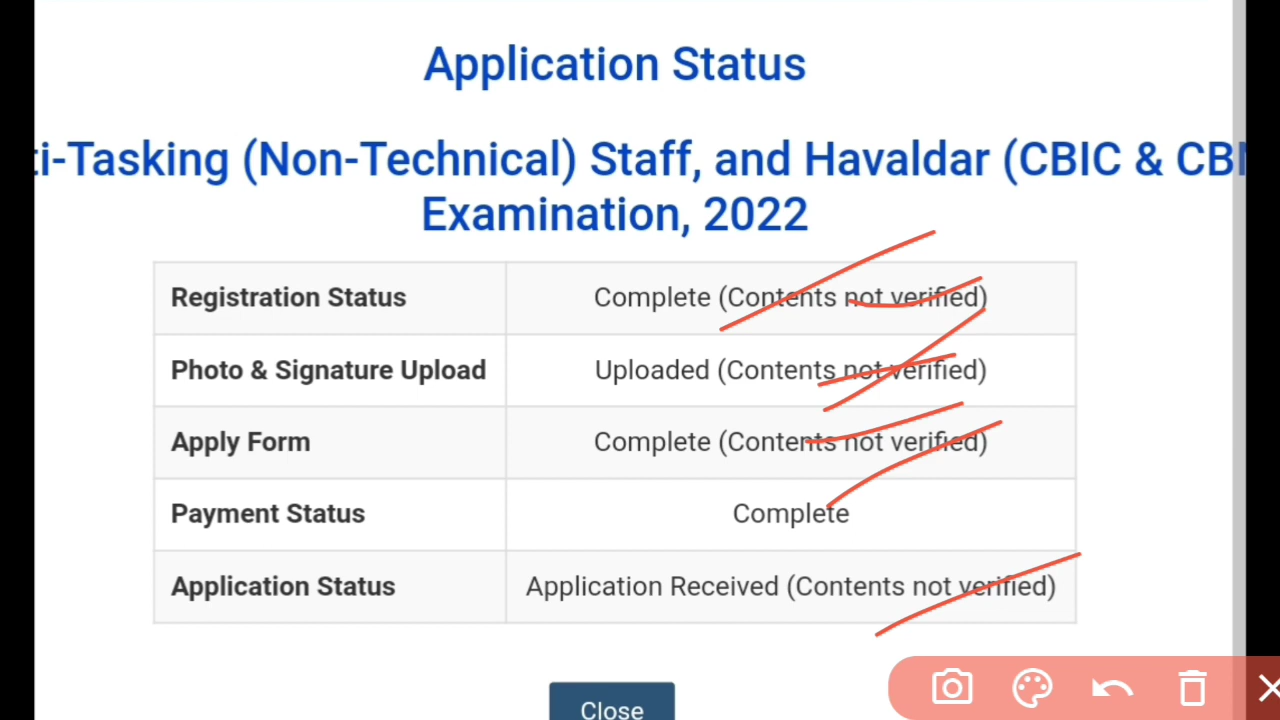 Application Status
ti-Tasking (Non-Technical) Staff, and Havaldar (CBIC & CBN
Examination, 2022
Registration Status Complete (Contents not verified)
Photo & Signature Upload Uploaded (Contents not verified)
Apply Form Complete (Contents not verified)
Payment Status Complete
Application Status Application Received (Contents not verified)
Close